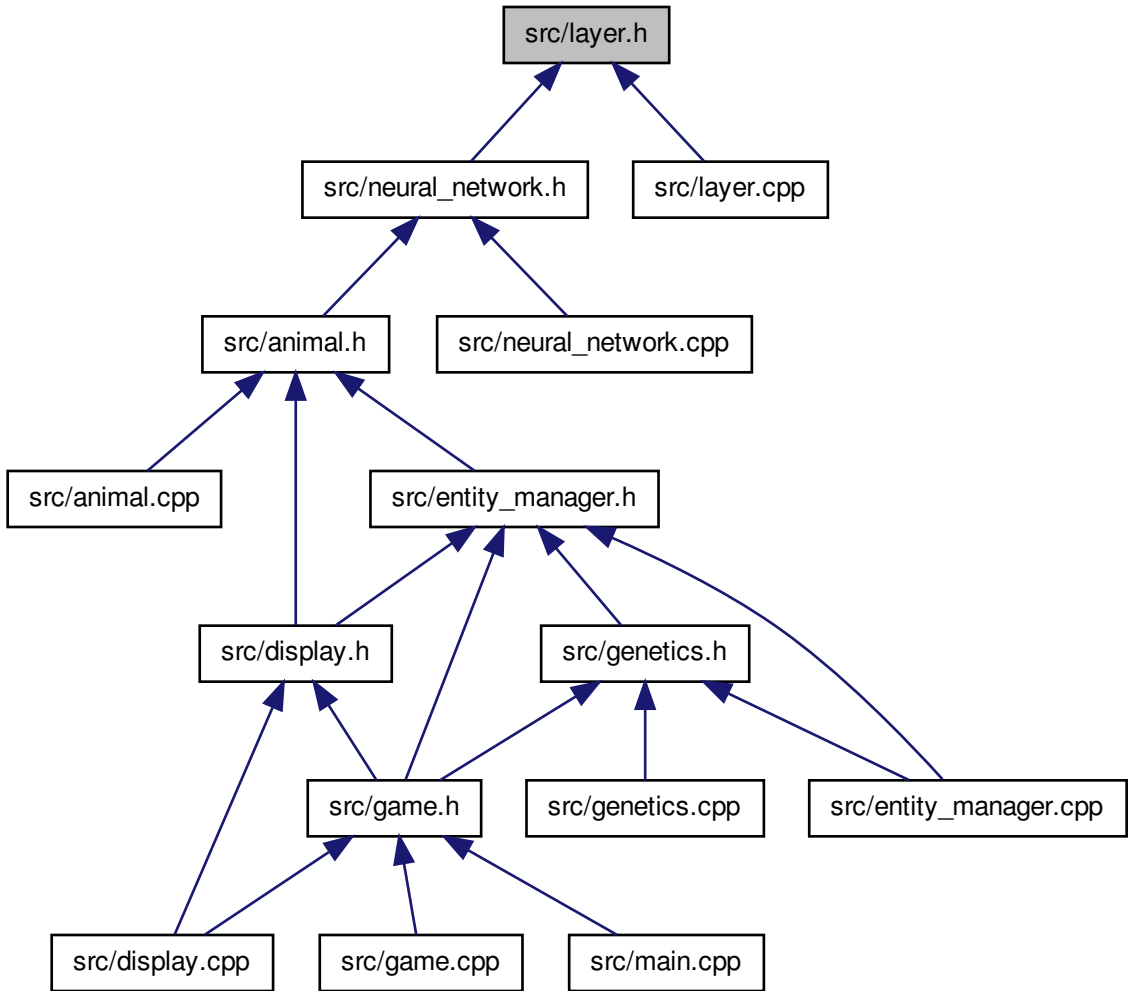 src/layer.h
src/neural_network.h
src/layer.cpp
src/animal.h
src/neural_network.cpp
src/animal.cpp
src/entity_manager.h
src/display.h
src/genetics.h
src/game.h
src/genetics.cpp
src/entity_manager.cpp
src/display.cpp
src/game.cpp
src/main.cpp